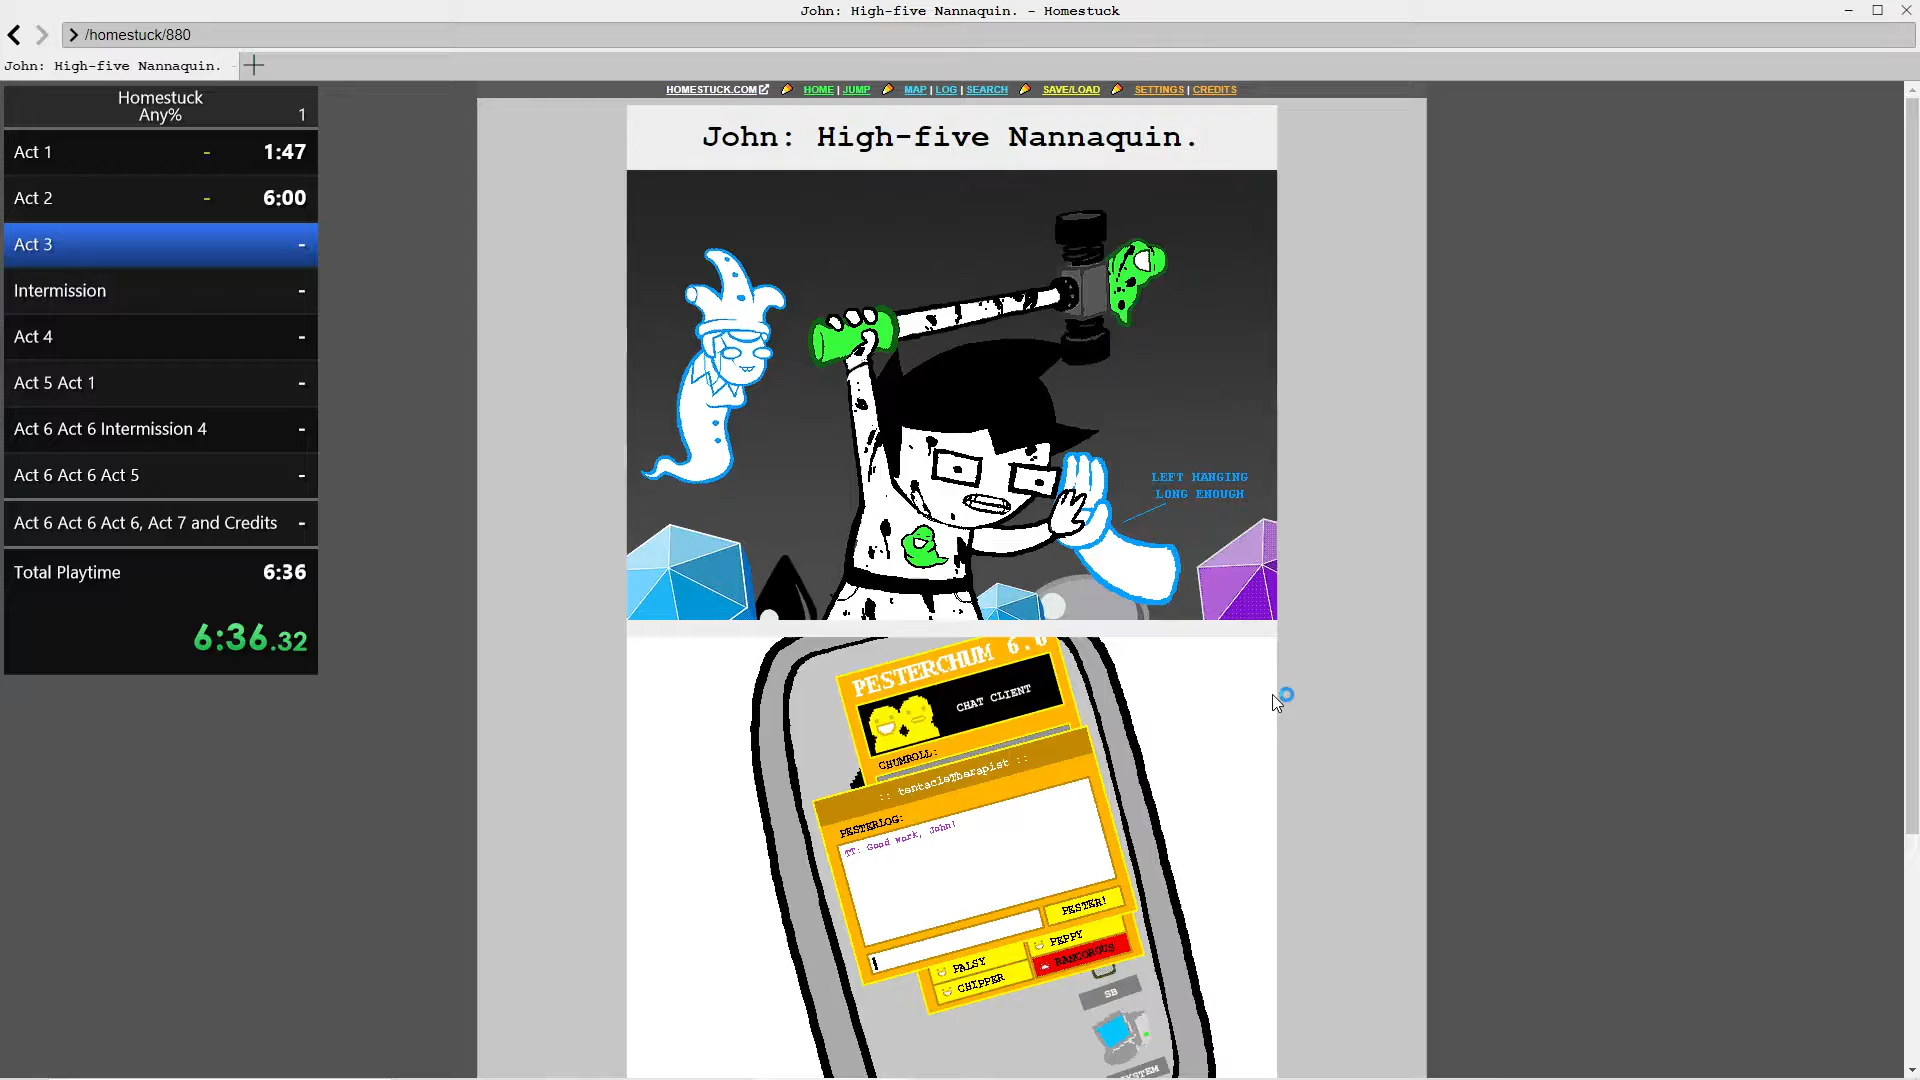 John: High-five Nannaquin. - Homestuck
/homestuck/880
John: High-five Nannaquin.
Homestuck
Any% 1
Act 1 - 1:47
Act 2 - 6:00
Act 3 -
Intermission -
Act 4 -
Act 5 Act 1 -
Act 6 Act 6 Intermission 4 -
Act 6 Act 6 Act 5 -
Act 6 Act 6 Act 6, Act 7 and Credits -
Total Playtime 6:36
6:36.32
HOMESTUCK.COM HOME | JUMP MAP | LOG | SEARCH SAVE/LOAD SETTINGS | CREDITS
John: High-five Nannaquin.
LEFT HANGING
LONG ENOUGH
PESTERCHUM 6.0
CHAT CLIENT
CHUMROLL:
:: tentacleTherapist ::
PESTERLOG:
TT: Good work, John!
PESTER!
PEPPY
PALSY
RANCOROUS
CHIPPER
SB
SYSTEM